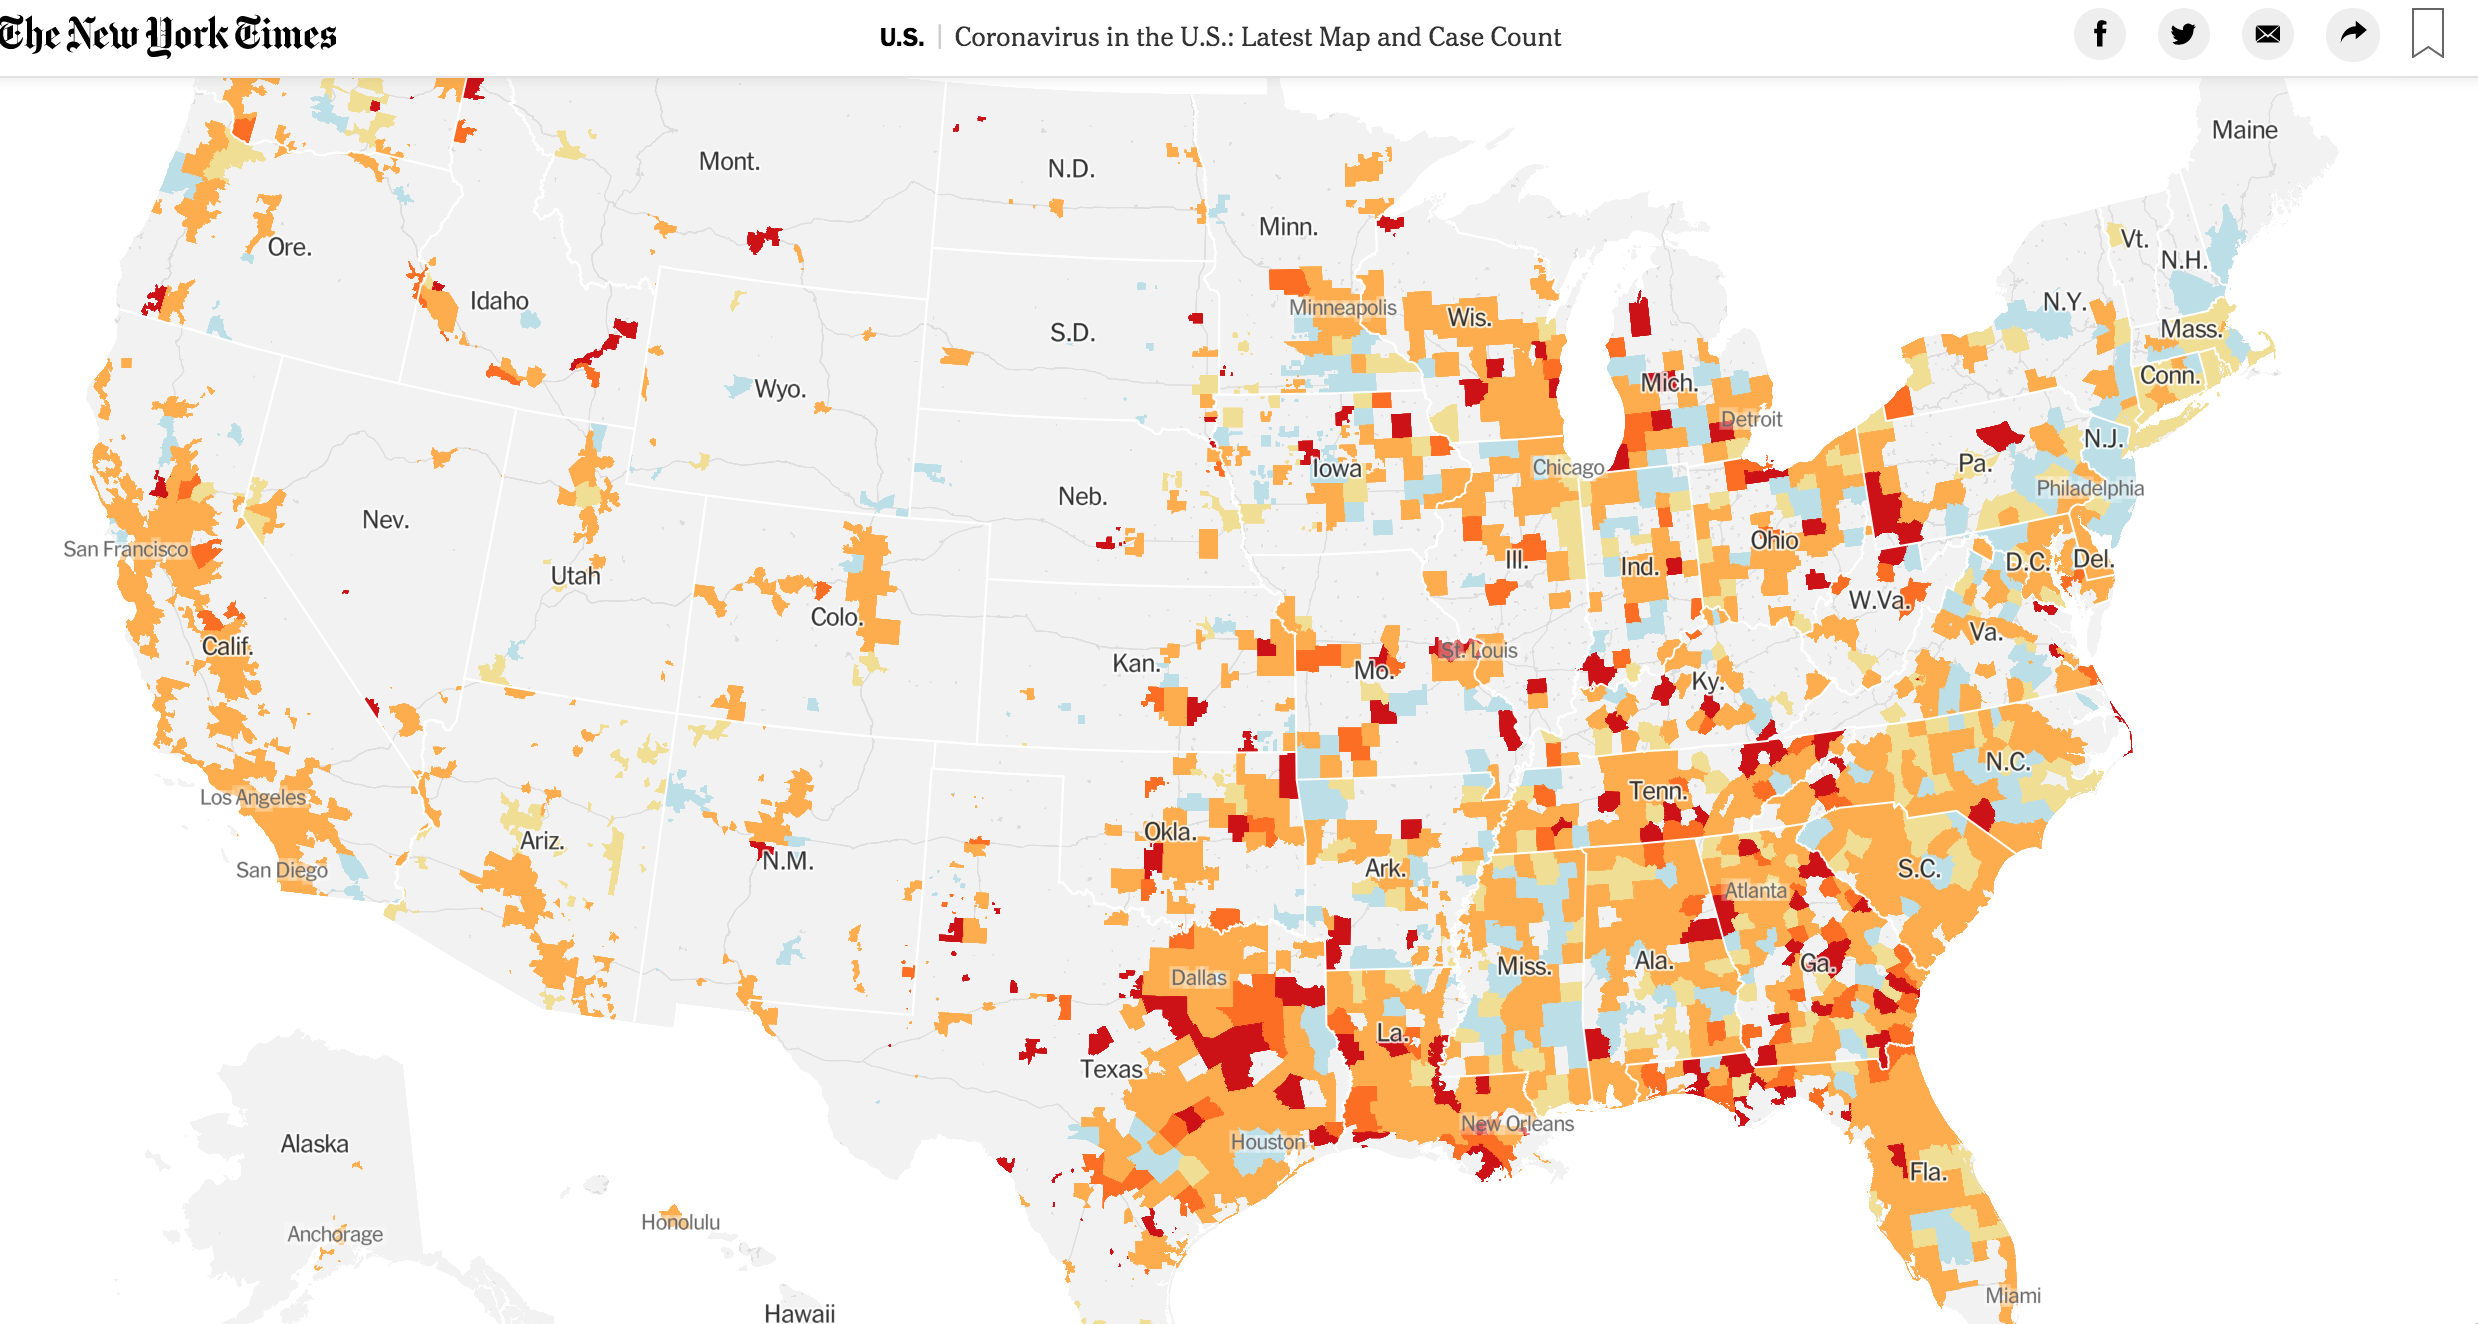 The New York Times
U.S. | Coronavirus in the U.S.: Latest Map and Case Count
Maine
Mont.
N.D.
Minn.
Vt.
Ore.
N.H.
Idaho
N.Y.
Minneapolis
Wis.
Mass.
S.D.
Wyo.
Mich.
Conn.
Detroit
N.J.
Iowa
Chicago
Pa.
Neb.
Philadelphia
Nev.
San Francisco
Ohio
Ill.
Ind.
D.C.
Del.
Utah
W.Va.
Colo.
Va.
Calif.
St. Louis
Kan.
Mo.
Ky.
N.C.
Tenn.
Los Angeles
Okla.
Ariz.
N.M.
Ark.
S.C.
San Diego
Atlanta
Miss.
Ala.
Ga.
Dallas
La.
Texas
New Orleans
Houston
Alaska
Fla.
Honolulu
Anchorage
Miami
Hawaii